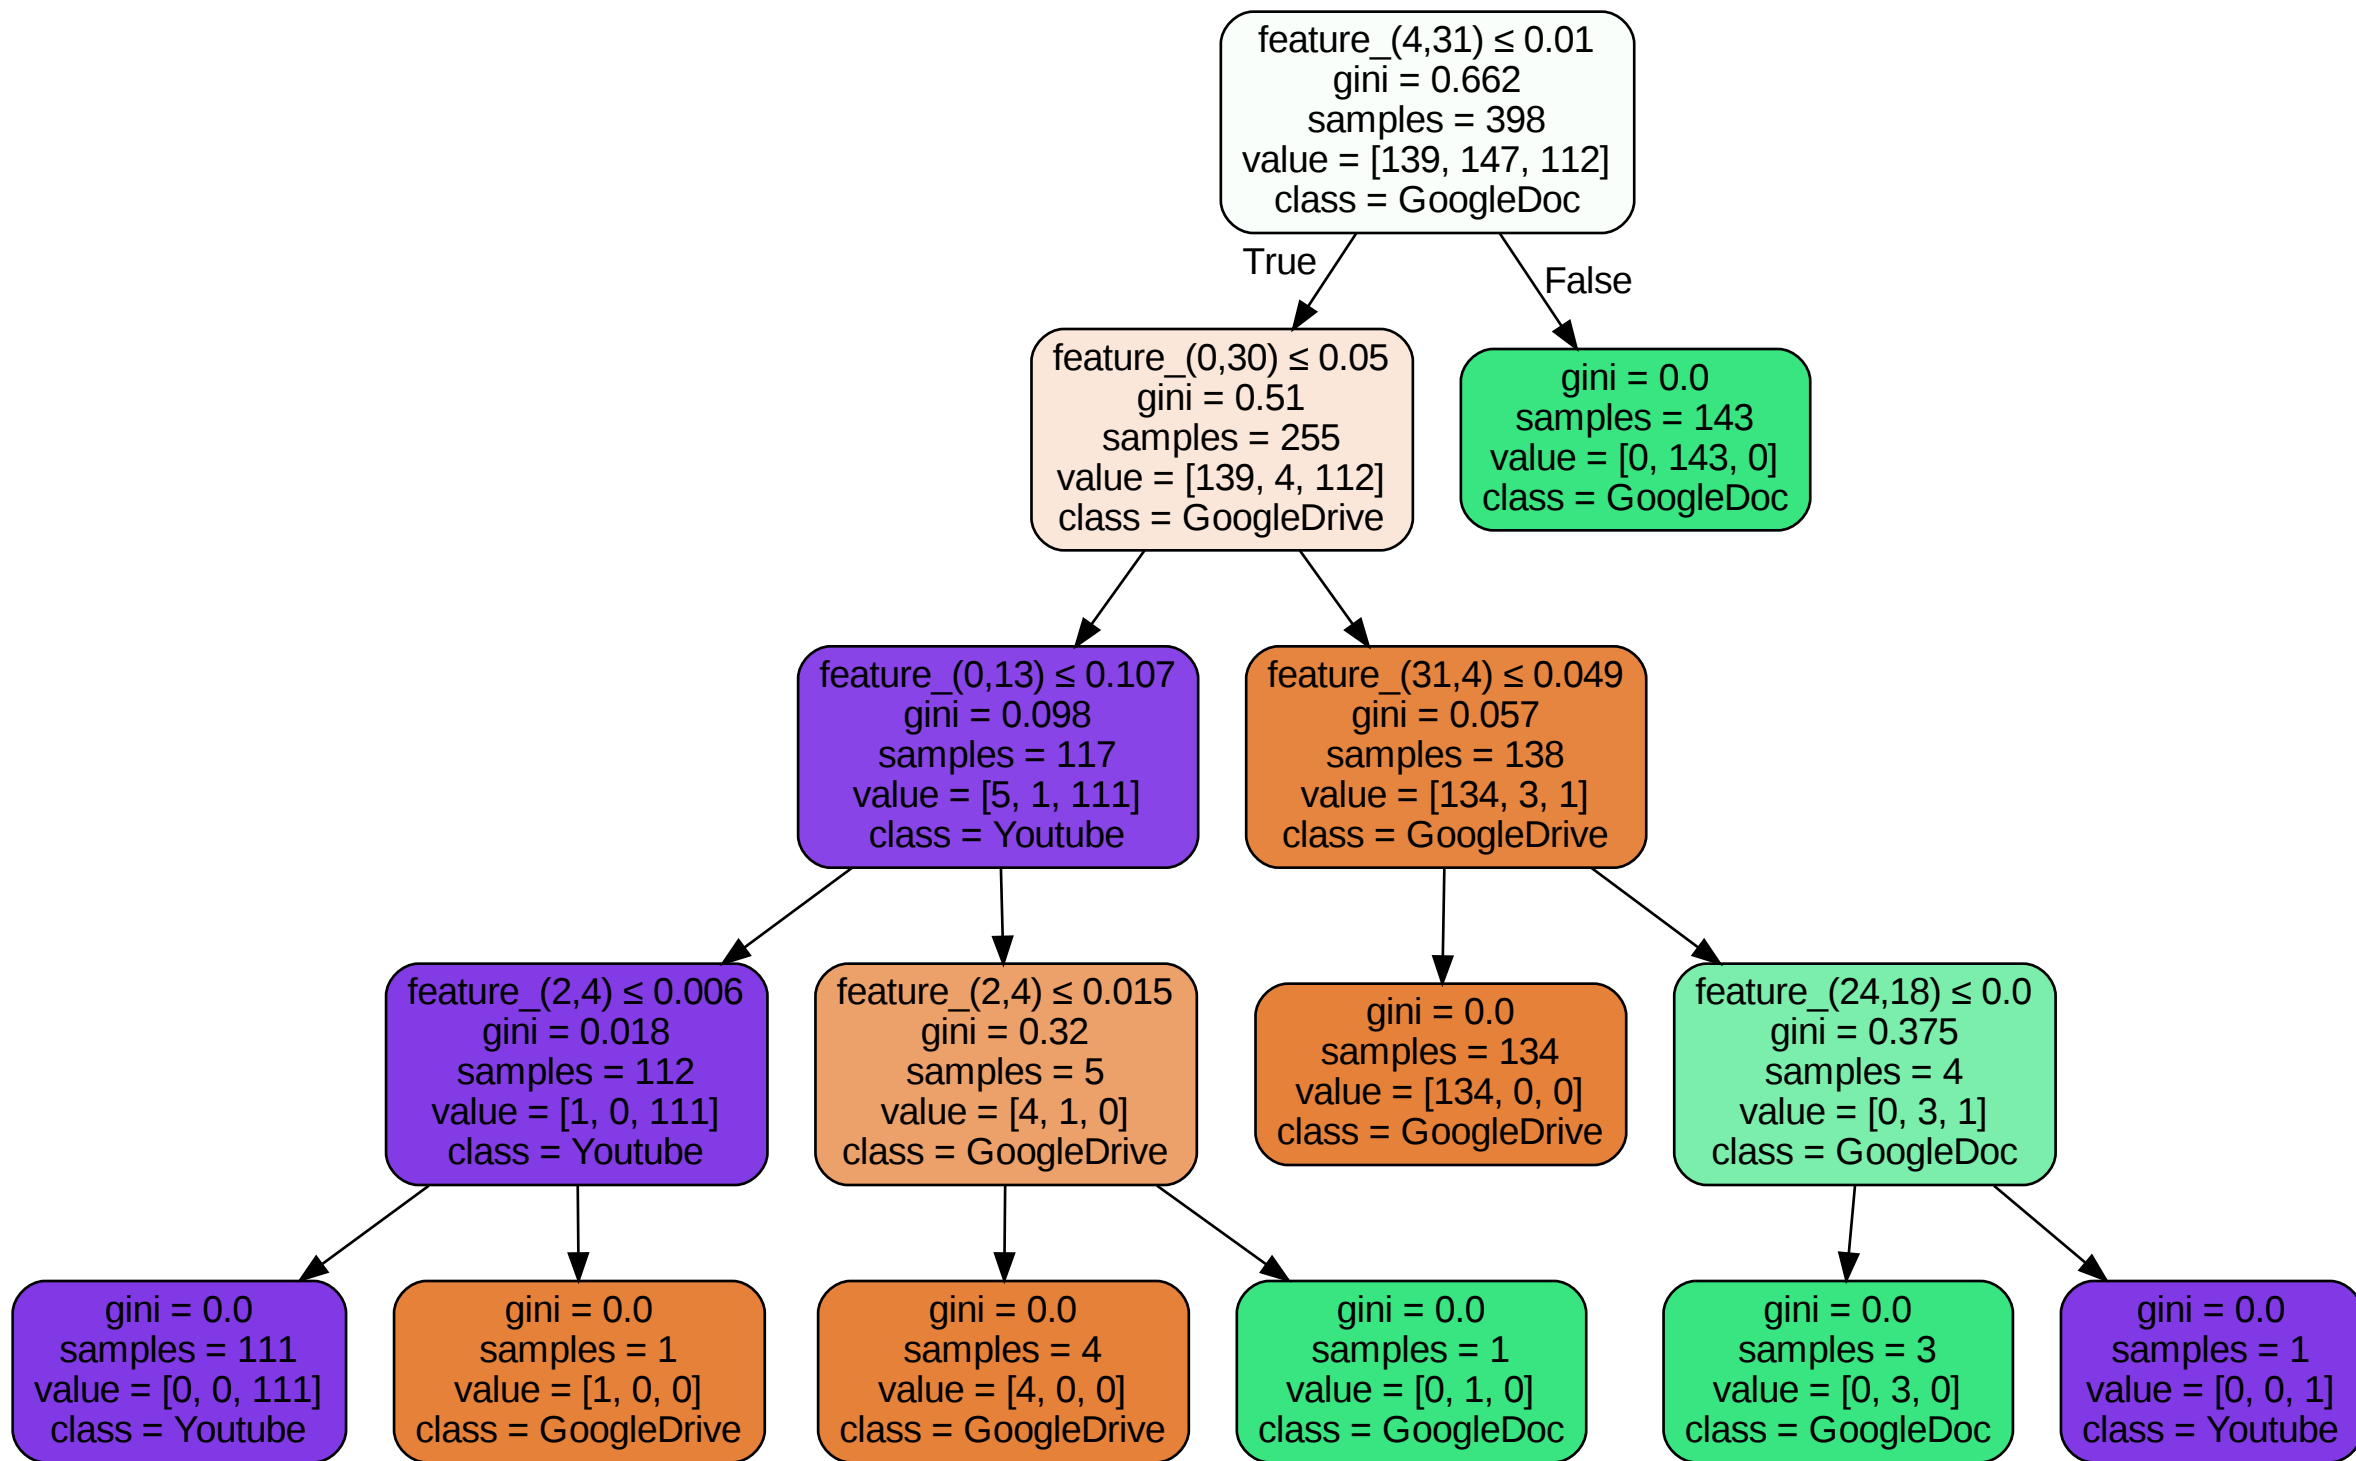 feature_(4,31) ≤ 0.01
gini = 0.662
samples = 398
value = [139, 147, 112]
class = GoogleDoc
True
False
feature_(0,30) ≤ 0.05
gini = 0.51
samples = 255
value = [139, 4, 112]
class = GoogleDrive
gini = 0.0
samples = 143
value = [0, 143, 0]
class = GoogleDoc
feature_(0,13) ≤ 0.107
gini = 0.098
samples = 117
value = [5, 1, 111]
class = Youtube
feature_(31,4) ≤ 0.049
gini = 0.057
samples = 138
value = [134, 3, 1]
class = GoogleDrive
feature_(2,4) ≤ 0.006
gini = 0.018
samples = 112
value = [1, 0, 111]
class = Youtube
feature_(2,4) ≤ 0.015
gini = 0.32
samples = 5
value = [4, 1, 0]
class = GoogleDrive
gini = 0.0
samples = 134
value = [134, 0, 0]
class = GoogleDrive
feature_(24,18) ≤ 0.0
gini = 0.375
samples = 4
value = [0, 3, 1]
class = GoogleDoc
gini = 0.0
samples = 111
value = [0, 0, 111]
class = Youtube
gini = 0.0
samples = 1
value = [1, 0, 0]
class = GoogleDrive
gini = 0.0
samples = 4
value = [4, 0, 0]
class = GoogleDrive
gini = 0.0
samples = 1
value = [0, 1, 0]
class = GoogleDoc
gini = 0.0
samples = 3
value = [0, 3, 0]
class = GoogleDoc
gini = 0.0
samples = 1
value = [0, 0, 1]
class = Youtube